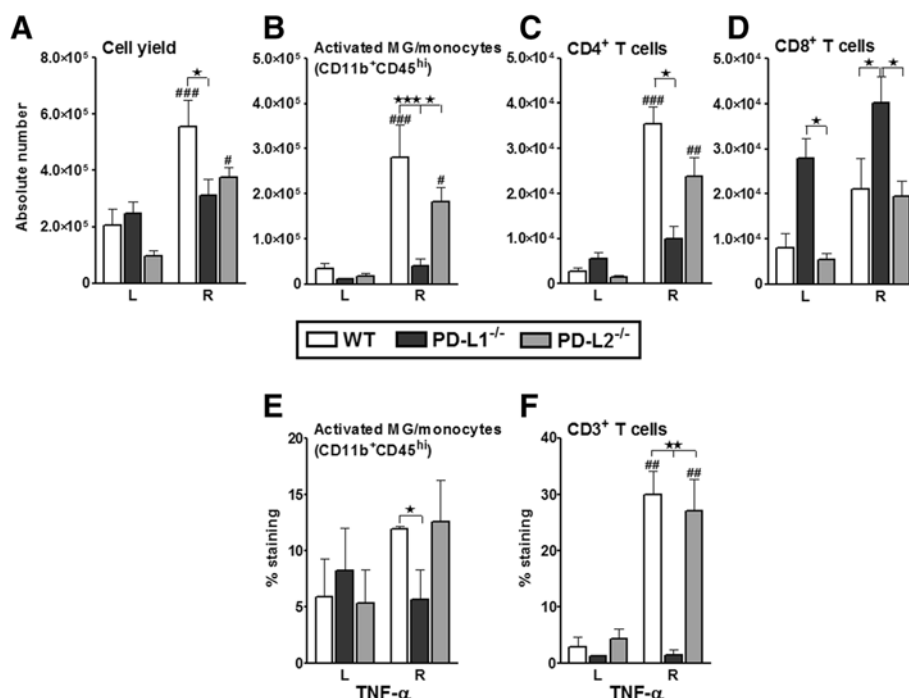 A
Cell yield
Absolute number
8.0×10⁵
6.0×10⁵
4.0×10⁵
2.0×10⁵
0
★
###
#
L
R
B
Activated MG/monocytes
(CD11b⁺CD45ʰⁱ)
5.0×10⁵
4.0×10⁵
3.0×10⁵
2.0×10⁵
1.0×10⁵
0
★★★ ★
###
#
L
R
C
CD4⁺ T cells
5.0×10⁴
4.0×10⁴
3.0×10⁴
2.0×10⁴
1.0×10⁴
0
★
###
##
L
R
D
CD8⁺ T cells
5.0×10⁴
4.0×10⁴
3.0×10⁴
2.0×10⁴
1.0×10⁴
0
★
★ ★
L
R
WT PD-L1⁻/⁻ PD-L2⁻/⁻
E
Activated MG/monocytes
(CD11b⁺CD45ʰⁱ)
% staining
20
15
10
5
0
★
L
R
TNF-α
F
CD3⁺ T cells
% staining
40
30
20
10
0
★★
##
##
L
R
TNF-α